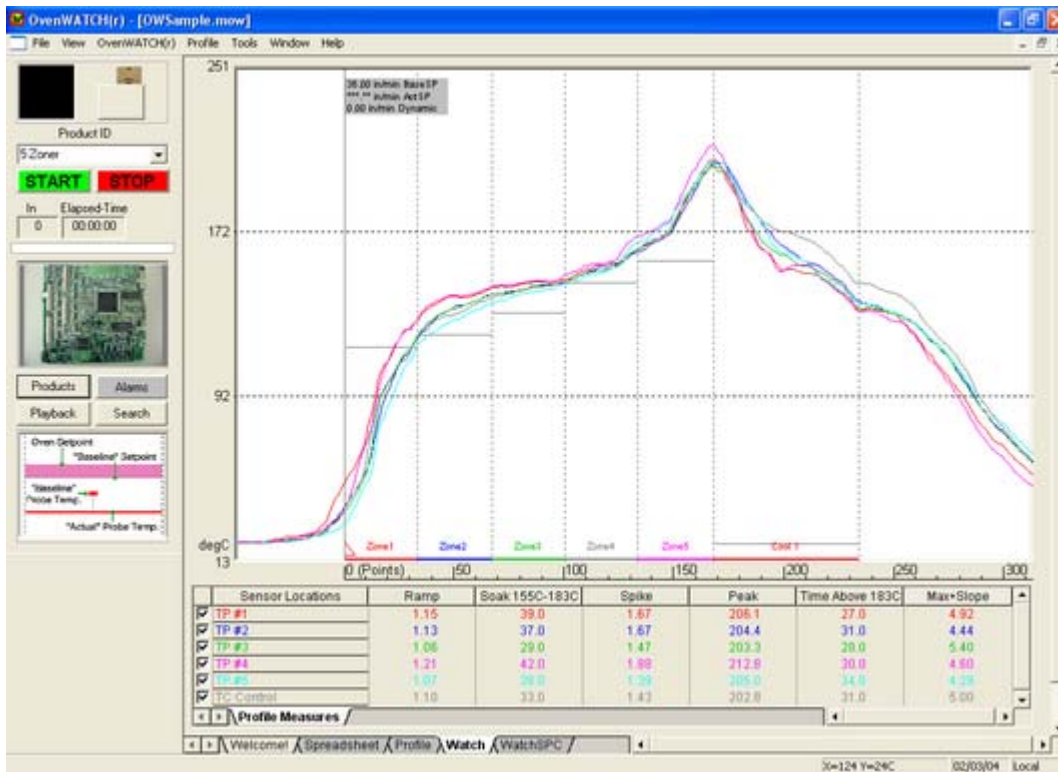 OvenWATCH(r) - [OWSample.mow]
File View OvenWATCH(r) Profile Tools Window Help
Product ID
5 Zoner
START STOP
In Elapsed-Time
0 00:00:00
Products Alarms
Playback Search
Oven Setpoint
"Baseline" Setpoint
"Baseline"
Probe Temp.
"Actual" Probe Temp.
251
36.00 in/min Base SP
***.** in/min Act SP
0.00 in/min Dynamic
172
92
degC
13
Zone1 Zone2 Zone3 Zone4 Zone5 Cool 1
0 (Points) 50 100 150 200 250 300
Sensor Locations Ramp Soak 155C-183C Spike Peak Time Above 183C Max+Slope
TP #1 1.15 39.0 1.67 206.1 27.0 4.92
TP #2 1.13 37.0 1.67 204.4 31.0 4.44
TP #3 1.06 29.0 1.47 203.3 28.0 5.40
TP #4 1.21 42.0 1.88 212.8 30.0 4.60
TP #5 1.07 1.39 205.0 34.0
TC Control 1.10 33.0 1.43 202.8 31.0 5.00
Profile Measures
Welcome! Spreadsheet Profile Watch WatchSPC
X=124 Y=24C 02/03/04 Local